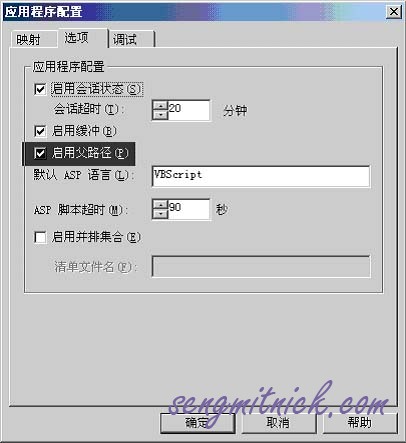 应用程序配置
映射 选项 调试
应用程序配置
启用会话状态(S)
会话超时(T): 20 分钟
启用缓冲(B)
启用父路径(P)
默认 ASP 语言(L): VBScript
ASP 脚本超时(M): 90 秒
启用并排集合(E)
清单文件名(F):
sengmitnick.com
确定 取消 帮助